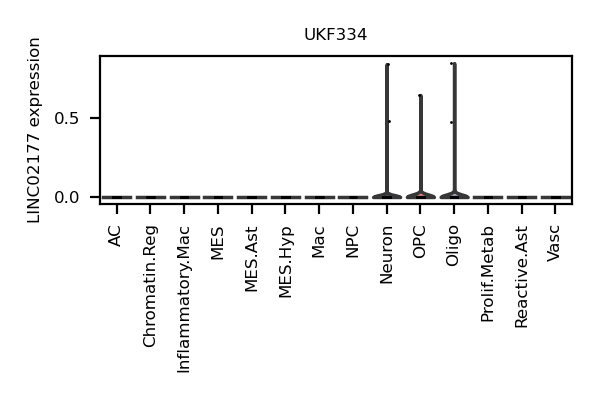 UKF334
LINC02177 expression
0.5
0.0
AC
Chromatin.Reg
Inflammatory.Mac
MES
MES.Ast
MES.Hyp
Mac
NPC
Neuron
OPC
Oligo
Prolif.Metab
Reactive.Ast
Vasc